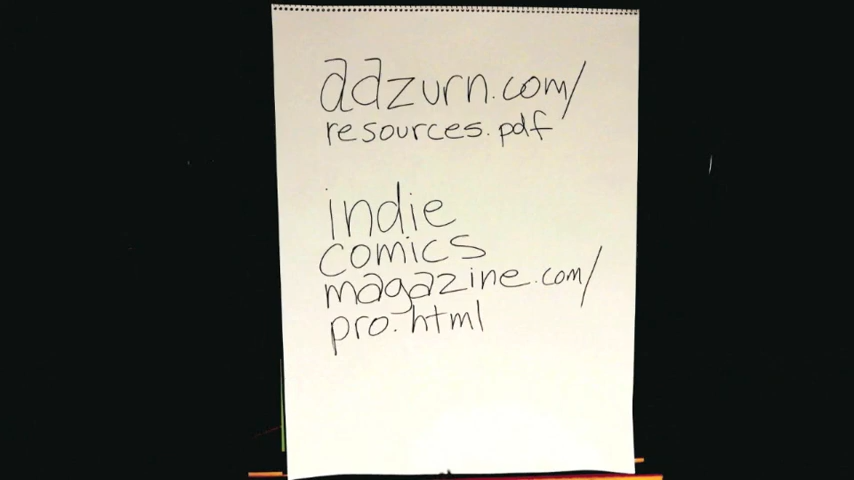 adzurn.com/
resources.pdf
indie
comics
magazine.com/
pro.html